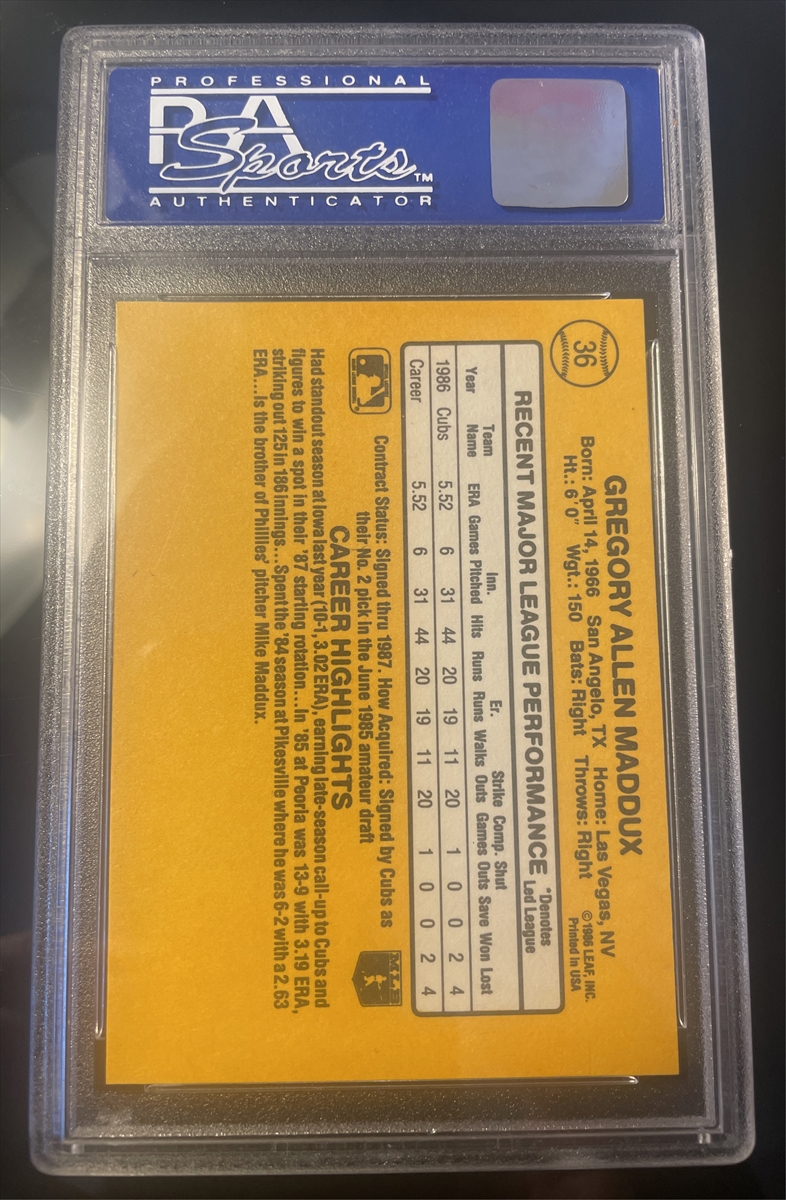 PROFESSIONAL
PSA
Sports™
AUTHENTICATOR
36
GREGORY ALLEN MADDUX
Born: April 14, 1966 San Angelo, TX Home: Las Vegas, NV
Ht.: 6'0" Wgt.: 150 Bats: Right Throws: Right
©1986 LEAF, INC.
Printed in USA
RECENT MAJOR LEAGUE PERFORMANCE
*Denotes
Led League
Team Inn. Er. Strike Comp. Shut
Year Name ERA Games Pitched Hits Runs Runs Walks Outs Games Outs Save Won Lost
1986 Cubs 5.52 6 31 44 20 19 11 20 1 0 0 2 4
Career 5.52 6 31 44 20 19 11 20 1 0 0 2 4
Contract Status: Signed thru 1987. How Acquired: Signed by Cubs as
their No. 2 pick in the June 1985 amateur draft
MLB
CAREER HIGHLIGHTS
Had standout season at Iowa last year (10-1, 3.02 ERA), earning late-season call-up to Cubs and
figures to win a spot in their '87 starting rotation...In '85 at Peoria was 13-9 with 3.19 ERA,
striking out 125 in 186 innings...Spent the '84 season at Pikesville where he was 6-2 with a 2.63
ERA...Is the brother of Phillies' pitcher Mike Maddux.